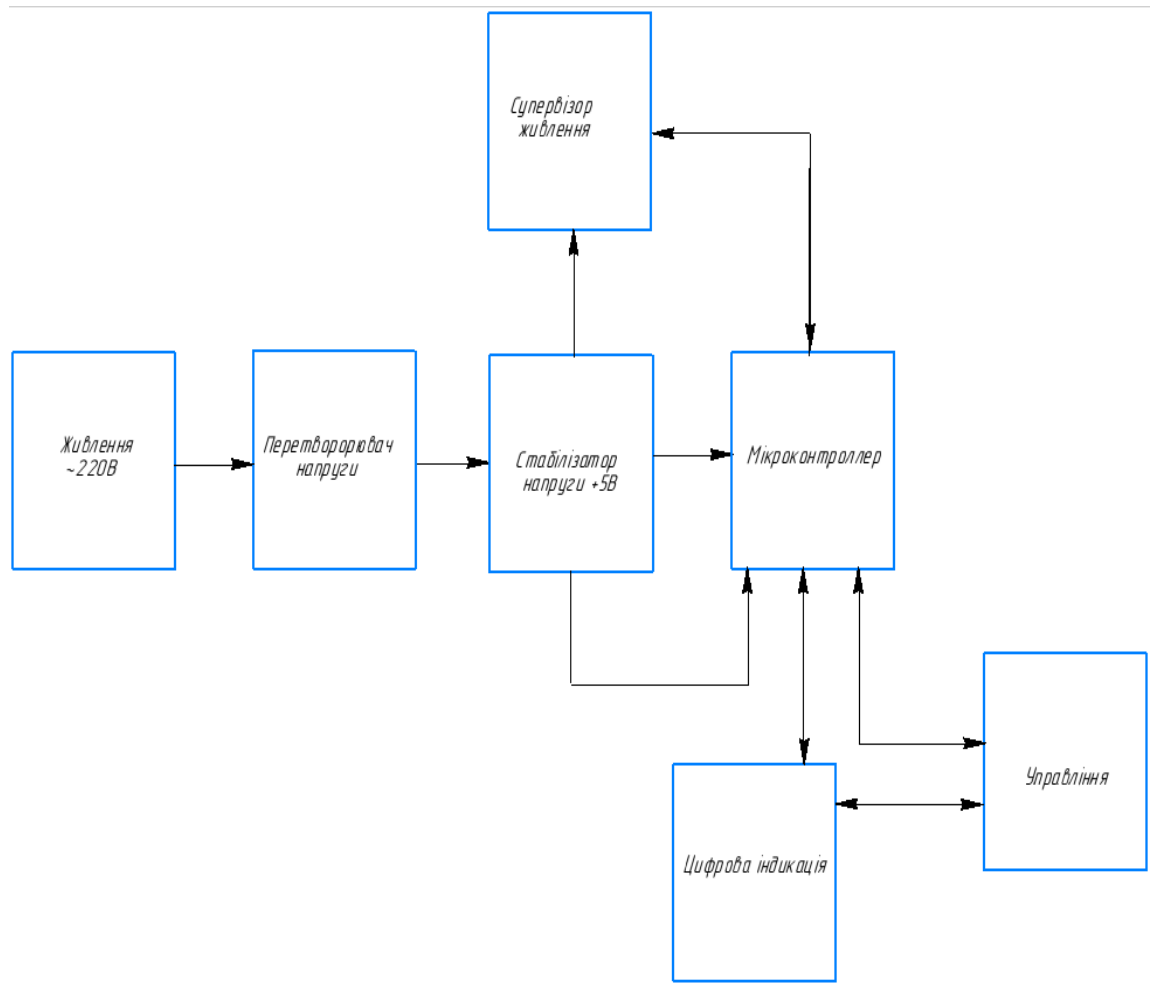 Супервізор
живлення
Живлення
~220В
Перетворорювач
напруги
Стабілізатор
напруги +5В
Мікроконтроллер
Управління
Цифрова індикація